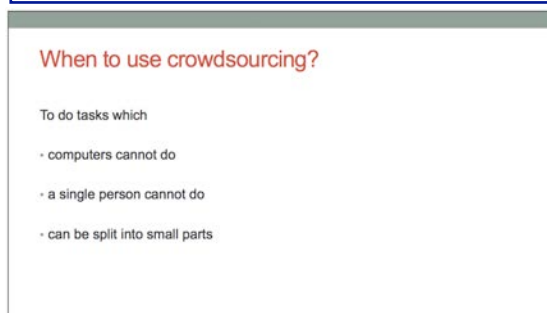 When to use crowdsourcing?
To do tasks which
- computers cannot do
- a single person cannot do
- can be split into small parts